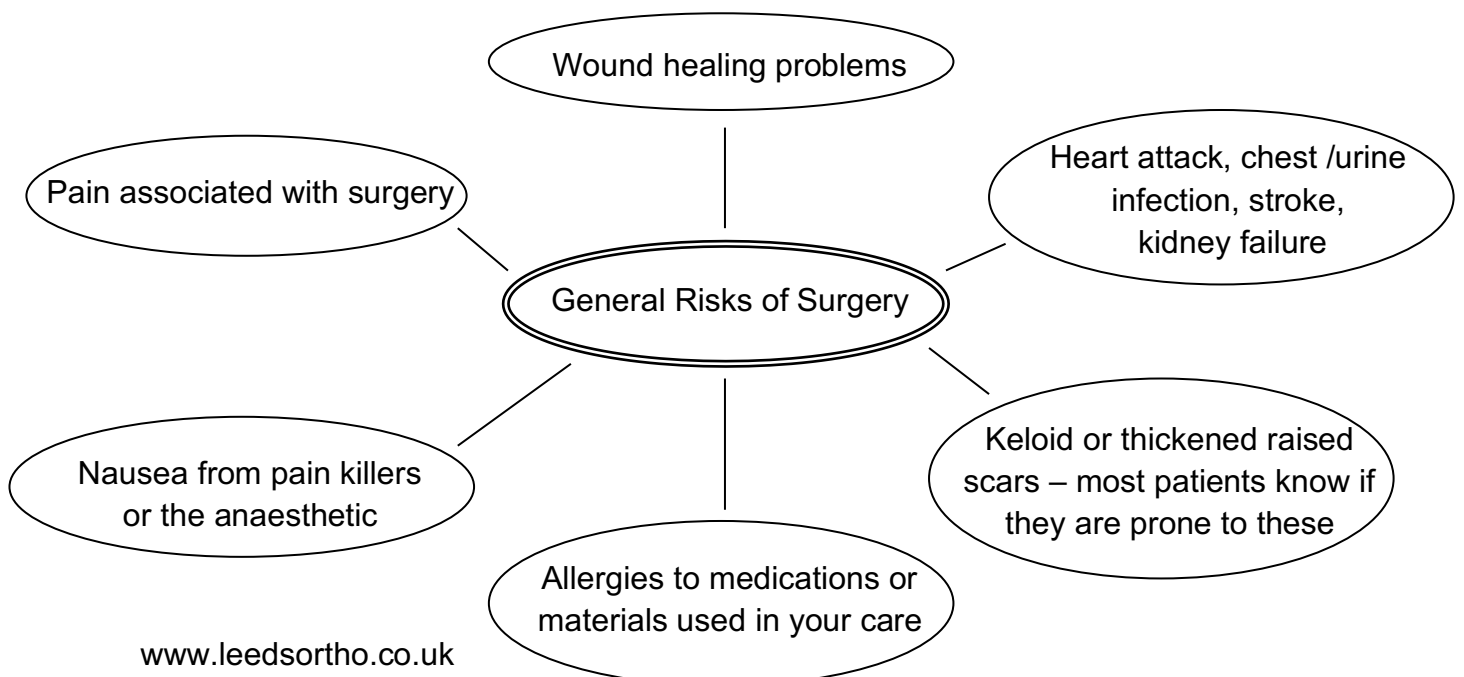 Wound healing problems
Pain associated with surgery
Heart attack, chest /urine
infection, stroke,
kidney failure
General Risks of Surgery
Nausea from pain killers
or the anaesthetic
Keloid or thickened raised
scars – most patients know if
they are prone to these
Allergies to medications or
materials used in your care
www.leedsortho.co.uk